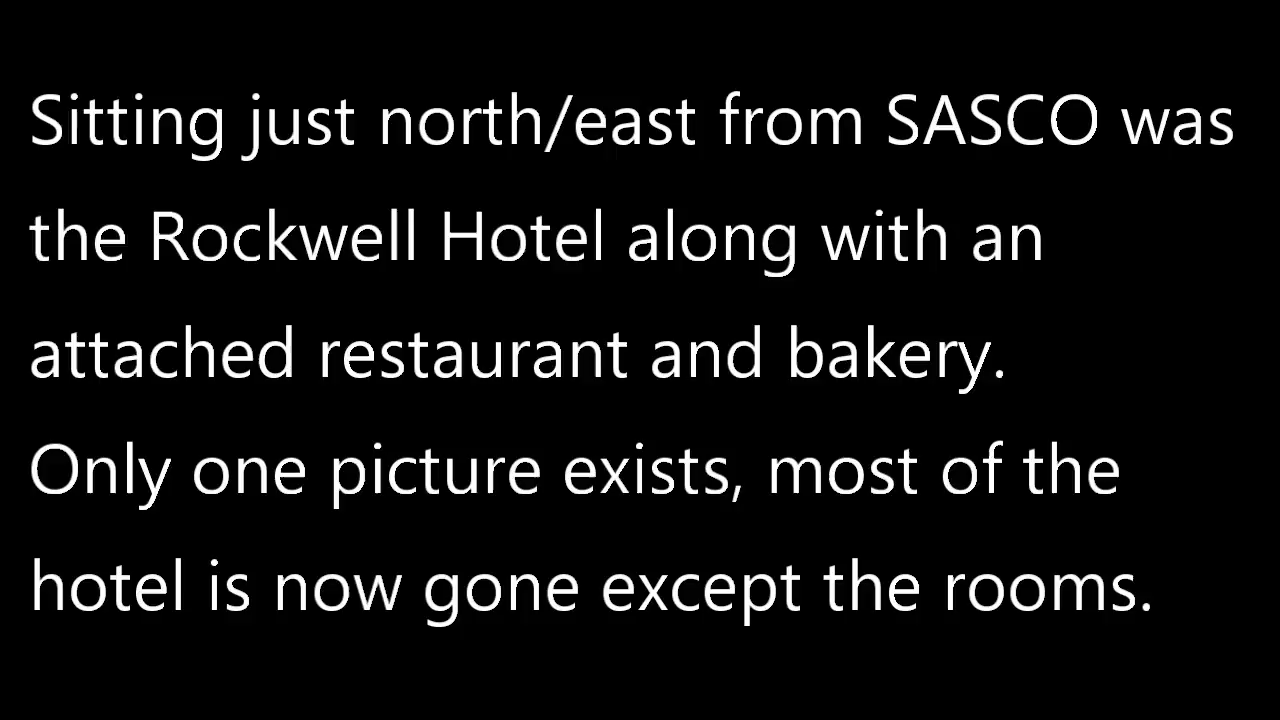 Sitting just north/east from SASCO was
the Rockwell Hotel along with an
attached restaurant and bakery.
Only one picture exists, most of the
hotel is now gone except the rooms.